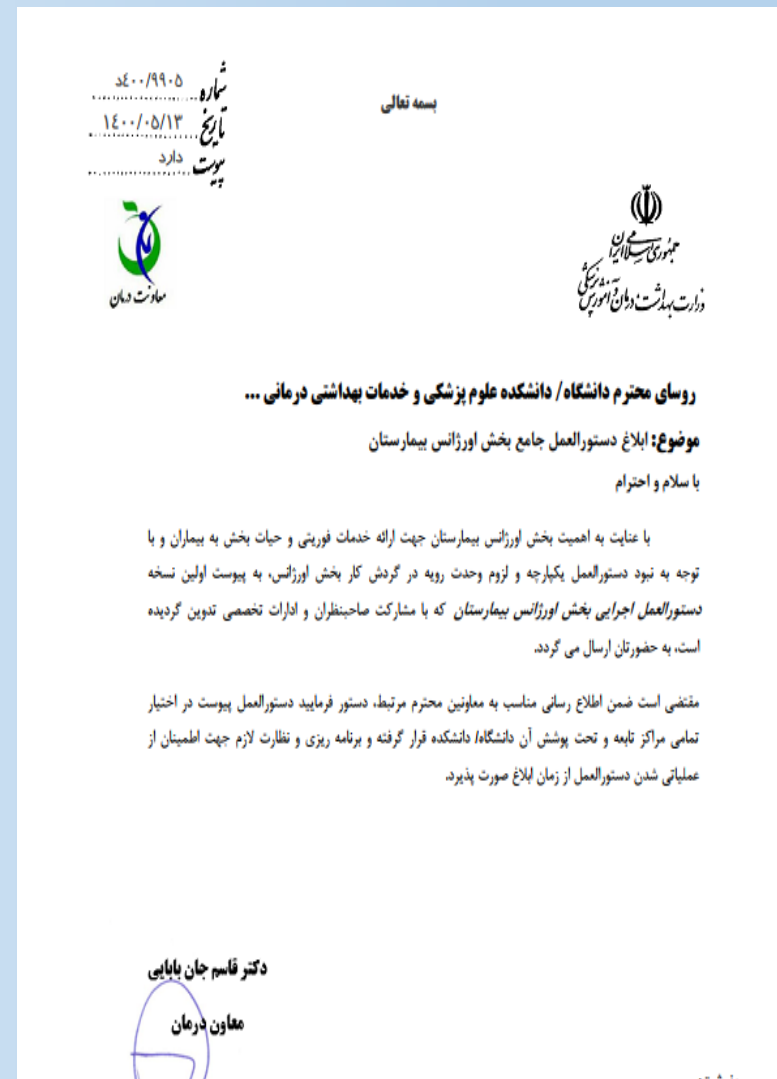 شماره ۴۰۰/۹۹۰۵د
تاریخ ۱۴۰۰/۰۵/۱۳
پیوست دارد
بسمه تعالی
معاونت درمان
جمهوری اسلامی ایران
وزارت بهداشت، درمان و آموزش پزشکی
روسای محترم دانشگاه/ دانشکده علوم پزشکی و خدمات بهداشتی درمانی ...
موضوع: ابلاغ دستورالعمل جامع بخش اورژانس بیمارستان
با سلام و احترام
با عنایت به اهمیت بخش اورژانس بیمارستان جهت ارائه خدمات فوریتی و حیات بخش به بیماران و با
توجه به نبود دستورالعمل یکپارچه و لزوم وحدت رویه در گردش کار بخش اورژانس، به پیوست اولین نسخه
دستورالعمل اجرایی بخش اورژانس بیمارستان که با مشارکت صاحبنظران و ادارات تخصصی تدوین گردیده
است، به حضورتان ارسال می گردد.
مقتضی است ضمن اطلاع رسانی مناسب به معاونین محترم مرتبط، دستور فرمایید دستورالعمل پیوست در اختیار
تمامی مراکز تابعه و تحت پوشش آن دانشگاه/ دانشکده قرار گرفته و برنامه ریزی و نظارت لازم جهت اطمینان از
عملیاتی شدن دستورالعمل از زمان ابلاغ صورت پذیرد.
دکتر قاسم جان بابایی
معاون درمان